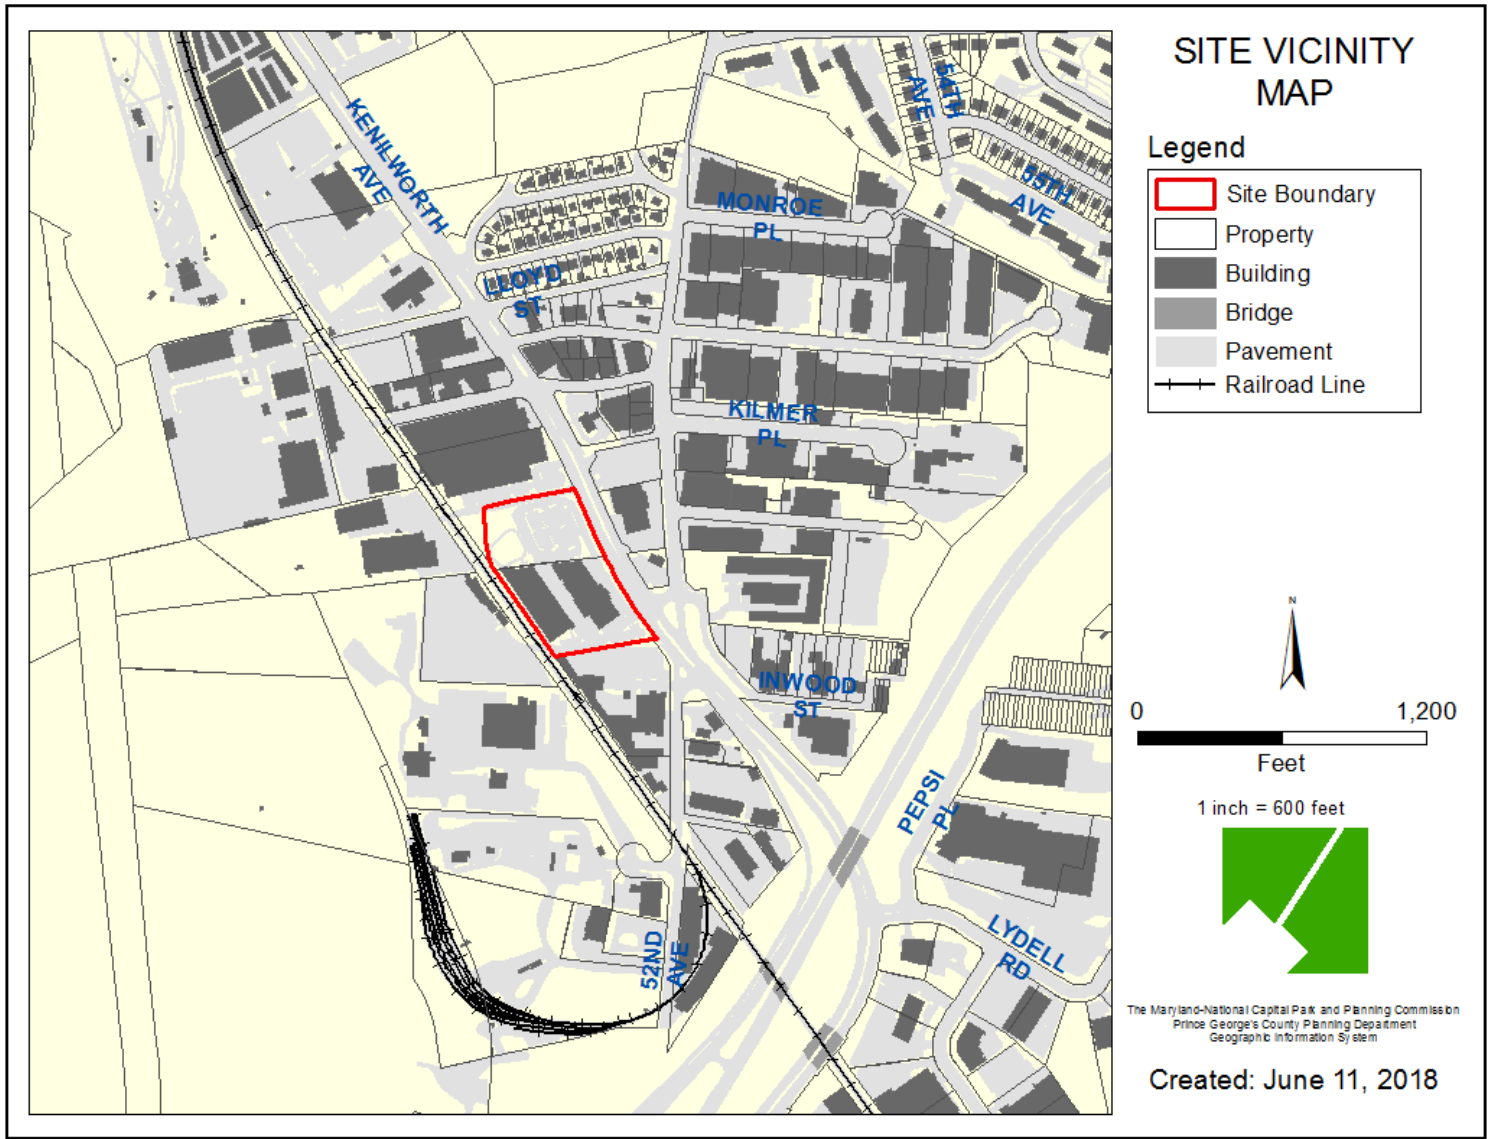 SITE VICINITY
MAP
Legend
Site Boundary
Property
Building
Bridge
Pavement
Railroad Line
N
0 1,200
Feet
1 inch = 600 feet
The Maryland-National Capital Park and Planning Commission
Prince George's County Planning Department
Geographic Information System
Created: June 11, 2018
KENILWORTH
AVE
54TH
AVE
55TH
AVE
MONROE
PL
LLOYD
ST
KILMER
PL
INWOOD
ST
PEPSI
PL
LYDELL
RD
52ND
AVE